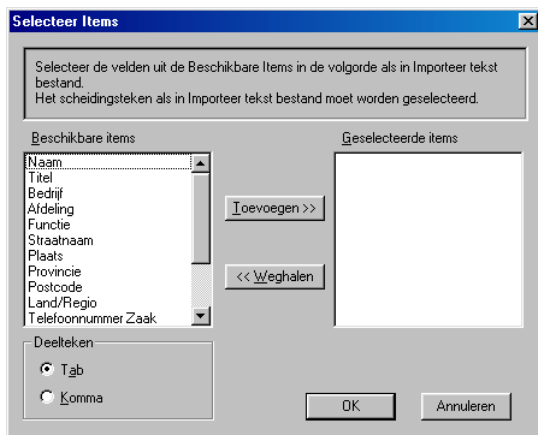 Selecteer Items
Selecteer de velden uit de Beschikbare Items in de volgorde als in Importeer tekst
bestand.
Het scheidingsteken als in Importeer tekst bestand moet worden geselecteerd.
Beschikbare items
Geselecteerde items
Naam
Titel
Bedrijf
Afdeling
Functie
Straatnaam
Plaats
Provincie
Postcode
Land/Regio
Telefoonnummer Zaak
Toevoegen >>
<< Weghalen
Deelteken
Tab
Komma
OK
Annuleren